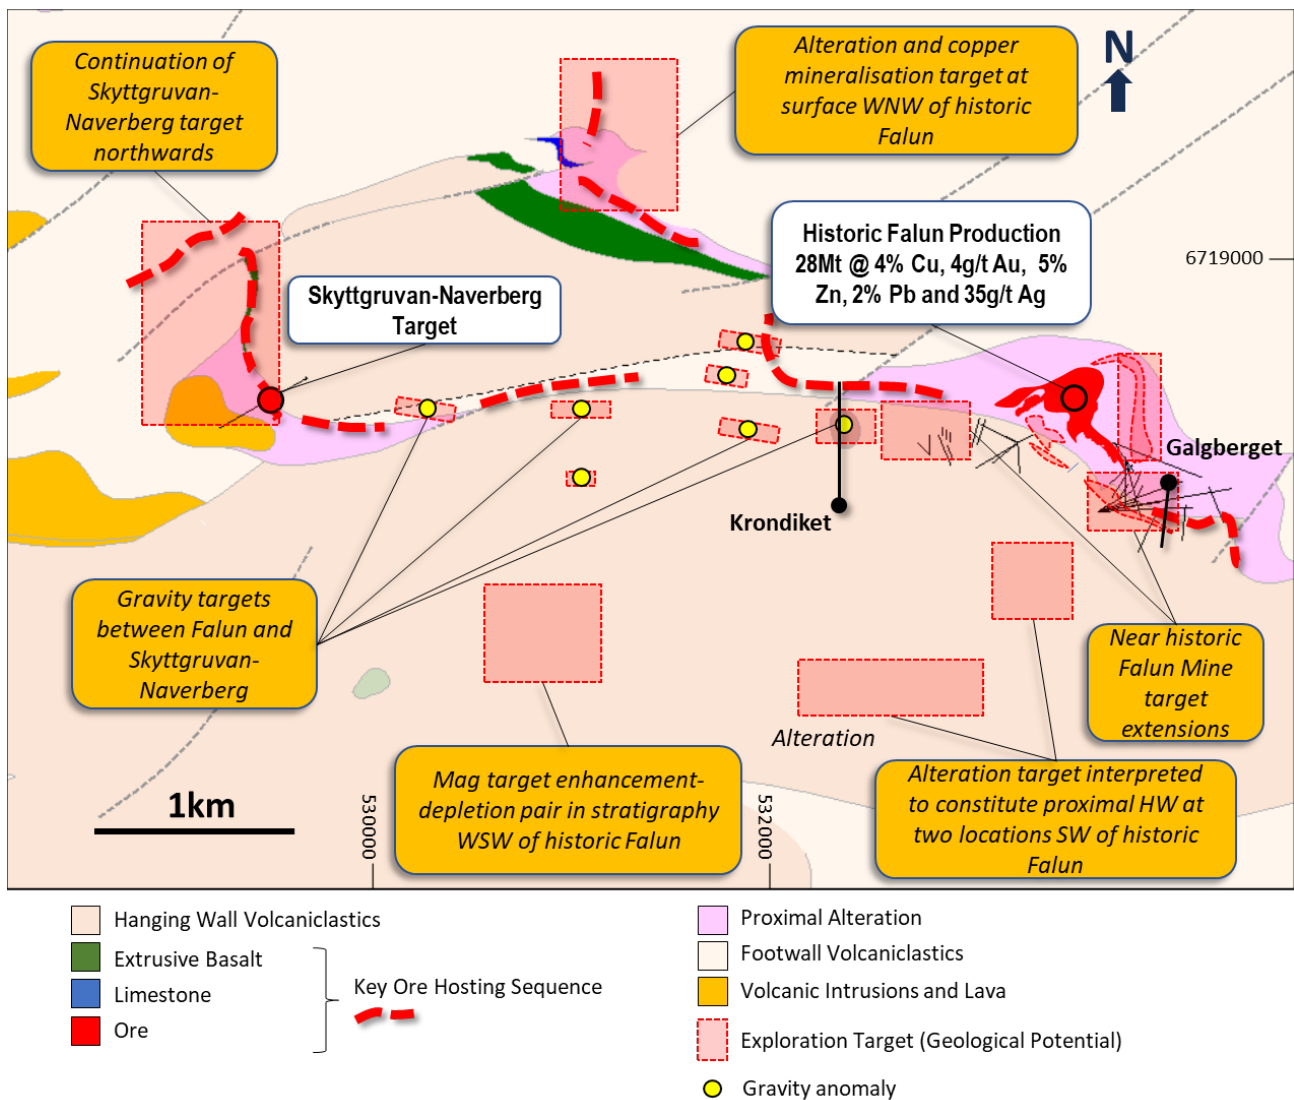 Continuation of
Skyttgruvan-
Naverberg target
northwards
Alteration and copper
mineralisation target at
surface WNW of historic
Falun
N
Historic Falun Production
28Mt @ 4% Cu, 4g/t Au, 5%
Zn, 2% Pb and 35g/t Ag
6719000
Skyttgruvan-Naverberg
Target
Galgberget
Krondiket
Gravity targets
between Falun and
Skyttgruvan-
Naverberg
Near historic
Falun Mine
target
extensions
Alteration
Mag target enhancement-
depletion pair in stratigraphy
WSW of historic Falun
Alteration target interpreted
to constitute proximal HW at
two locations SW of historic
Falun
1km
530000
532000
Hanging Wall Volcaniclastics
Extrusive Basalt
Limestone
Ore
Key Ore Hosting Sequence
Proximal Alteration
Footwall Volcaniclastics
Volcanic Intrusions and Lava
Exploration Target (Geological Potential)
Gravity anomaly